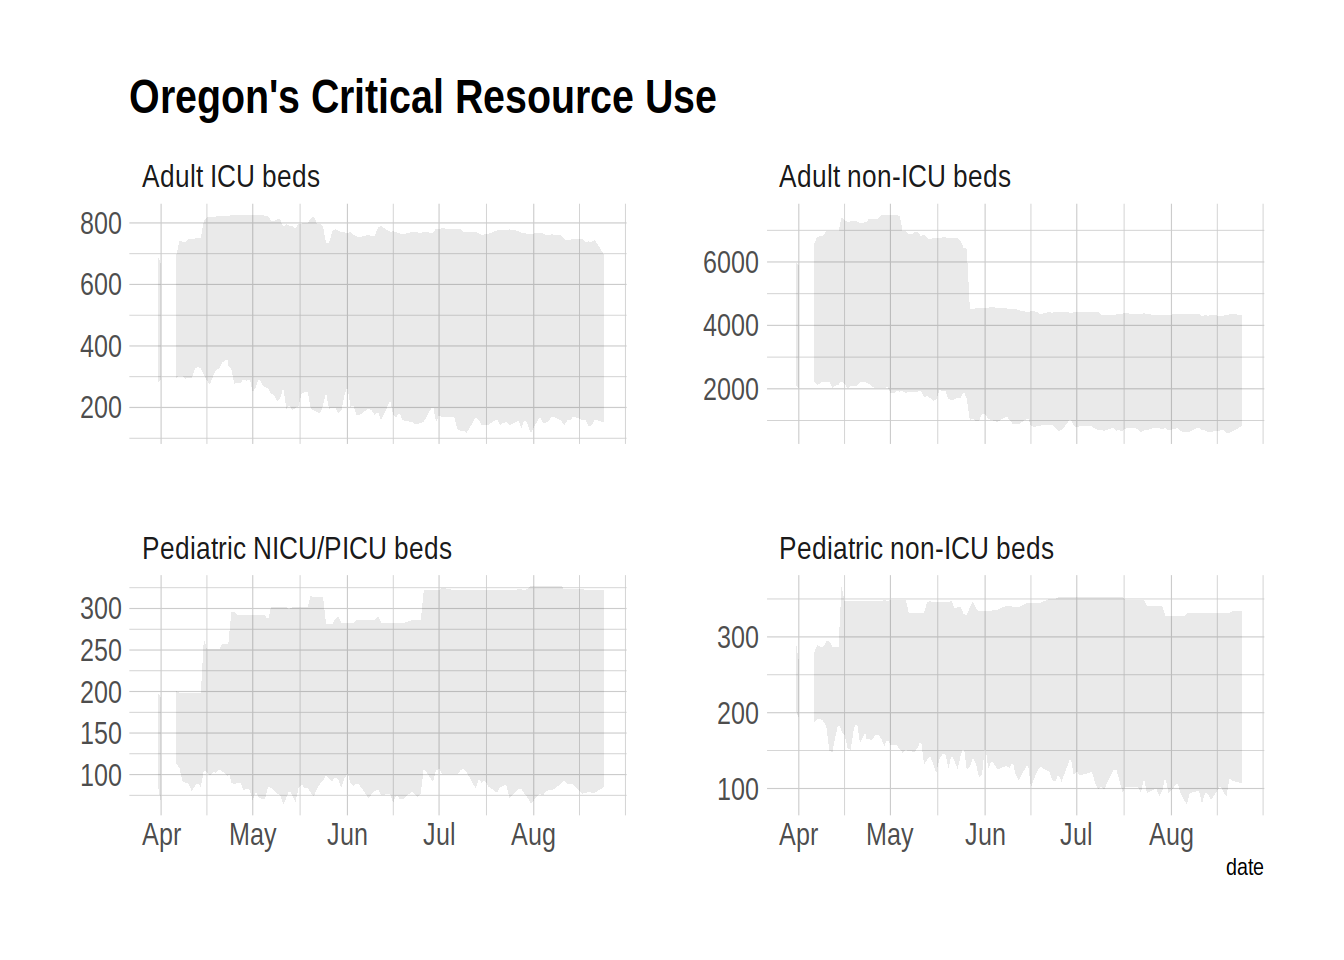 Oregon's Critical Resource Use
Adult ICU beds
Adult non-ICU beds
800
600
400
200
6000
4000
2000
Pediatric NICU/PICU beds
Pediatric non-ICU beds
300
250
200
150
100
300
200
100
Apr May Jun Jul Aug
Apr May Jun Jul Aug
date